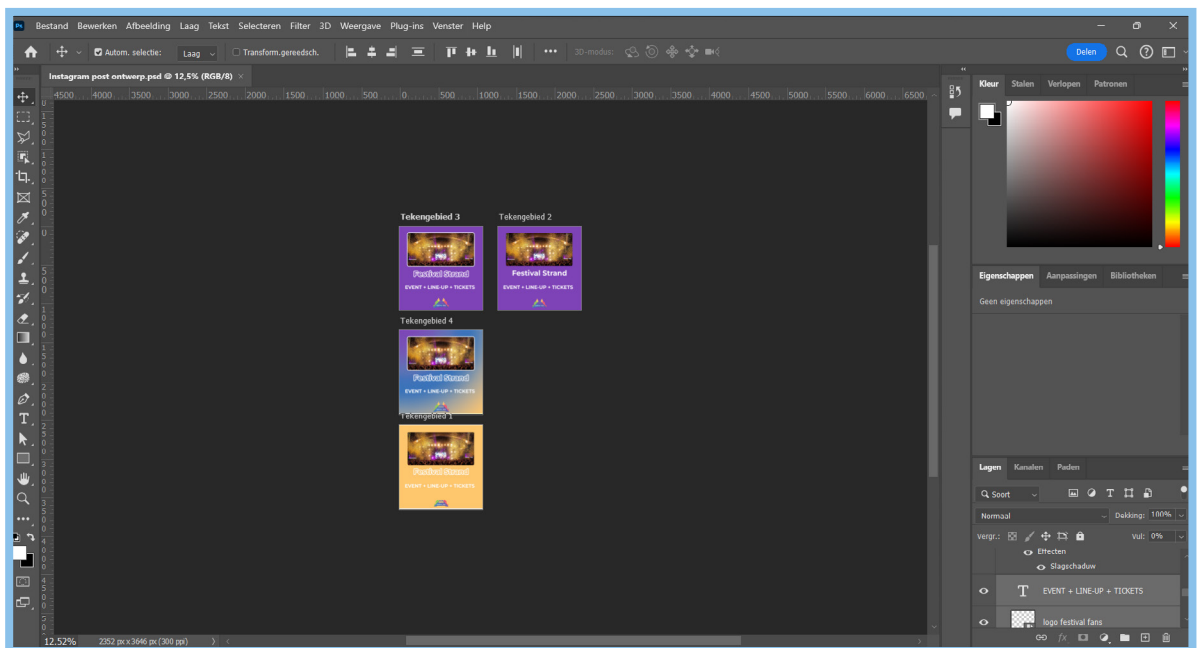 Ps Bestand Bewerken Afbeelding Laag Tekst Selecteren Filter 3D Weergave Plug-ins Venster Help
Autom. selectie: Laag Transform.gereedsch. 3D-modus: Delen
Instagram post ontwerp.psd @ 12,5% (RGB/8) ×
4500 4000 3500 3000 2500 2000 1500 1000 500 0 500 1000 1500 2000 2500 3000 3500 4000 4500 5000 5500 6000 6500
Kleur Stalen Verlopen Patronen
Tekengebied 3 Tekengebied 2
Festival Strand Festival Strand
EVENT + LINE-UP + TICKETS EVENT + LINE-UP + TICKETS
Eigenschappen Aanpassingen Bibliotheken
Geen eigenschappen
Tekengebied 4
Festival Strand
EVENT + LINE-UP + TICKETS
Tekengebied 1
Festival Strand
EVENT + LINE-UP + TICKETS
Lagen Kanalen Paden
Soort
Normaal Dekking: 100%
Vergr.: Vul: 0%
Effecten
Slagschaduw
T EVENT + LINE-UP + TICKETS
logo festival fans
12.52% 2352 px x 3646 px (300 ppi)